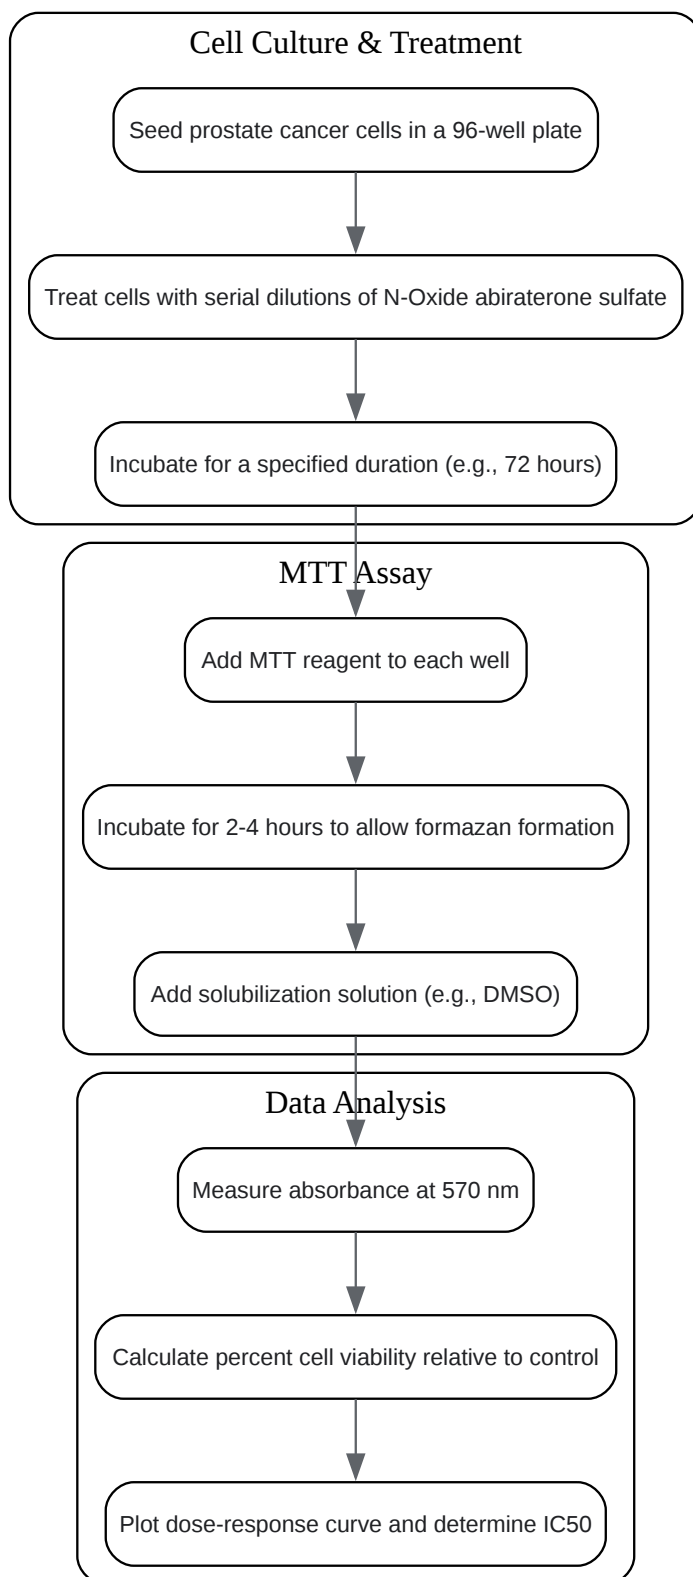 Cell Culture & Treatment
Seed prostate cancer cells in a 96-well plate
Treat cells with serial dilutions of N-Oxide abiraterone sulfate
Incubate for a specified duration (e.g., 72 hours)
MTT Assay
Add MTT reagent to each well
Incubate for 2-4 hours to allow formazan formation
Add solubilization solution (e.g., DMSO)
Data Analysis
Measure absorbance at 570 nm
Calculate percent cell viability relative to control
Plot dose-response curve and determine IC50